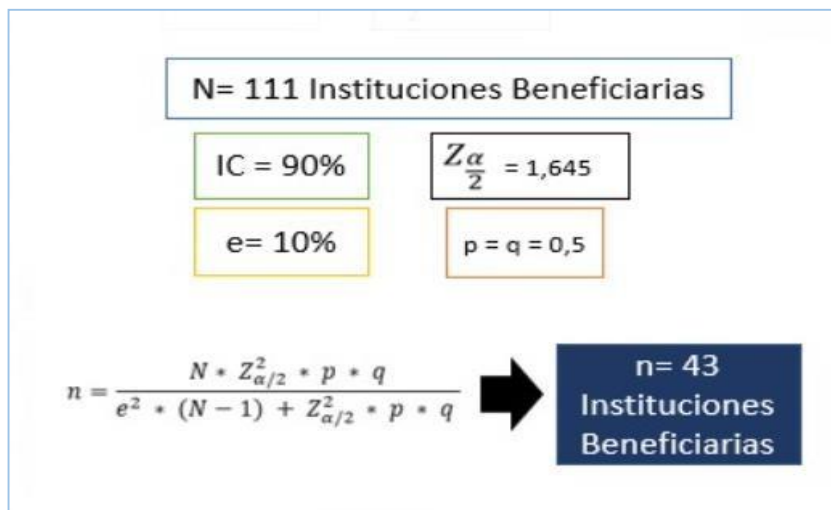 N= 111 Instituciones Beneficiarias
IC = 90%
Zα/2 = 1,645
e= 10%
p = q = 0,5
n = N * Z²α/2 * p * q / e² * (N − 1) + Z²α/2 * p * q
n= 43
Instituciones
Beneficiarias